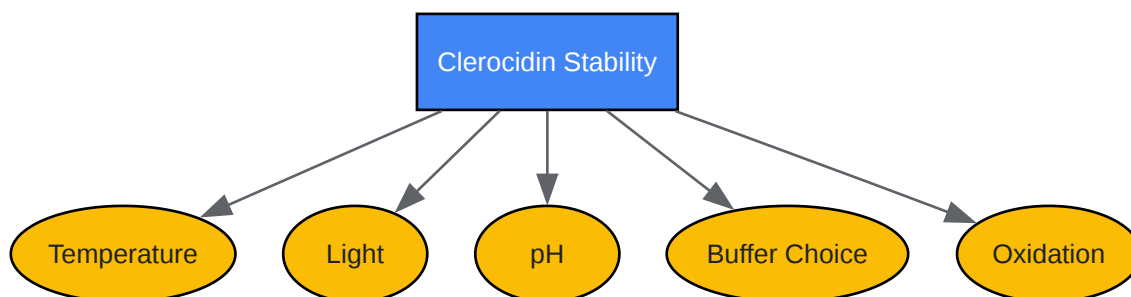 Clerocidin Stability
Temperature
Light
pH
Buffer Choice
Oxidation